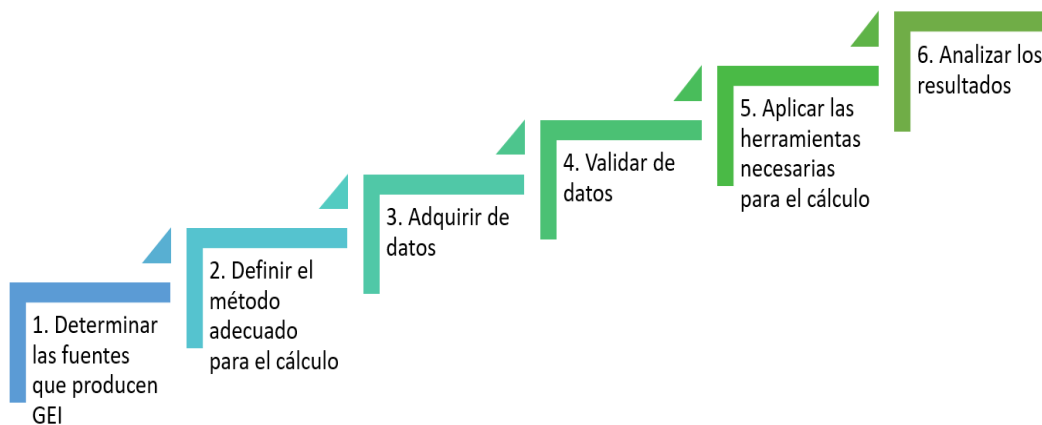 1. Determinar
las fuentes
que producen
GEI
2. Definir el
método
adecuado
para el cálculo
3. Adquirir de
datos
4. Validar de
datos
5. Aplicar las
herramientas
necesarias
para el cálculo
6. Analizar los
resultados